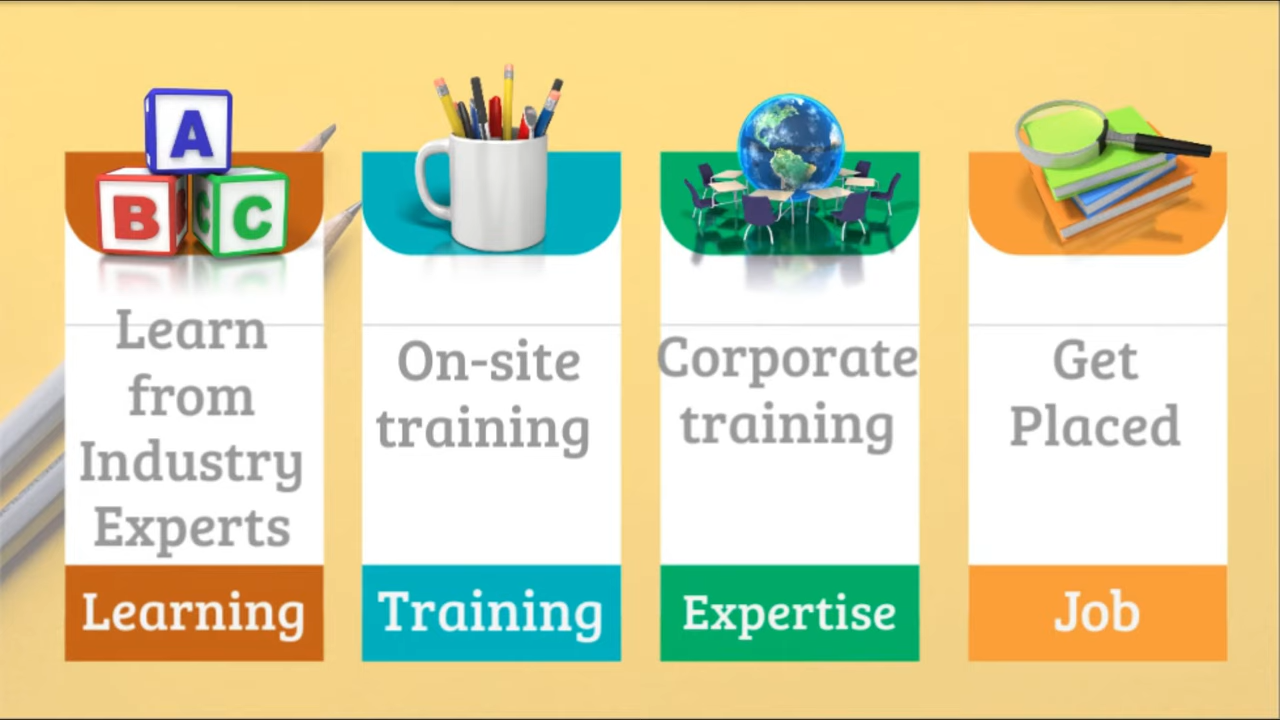 A
B C
Learn
from
Industry
Experts
Learning
On-site
training
Training
Corporate
training
Expertise
Get
Placed
Job